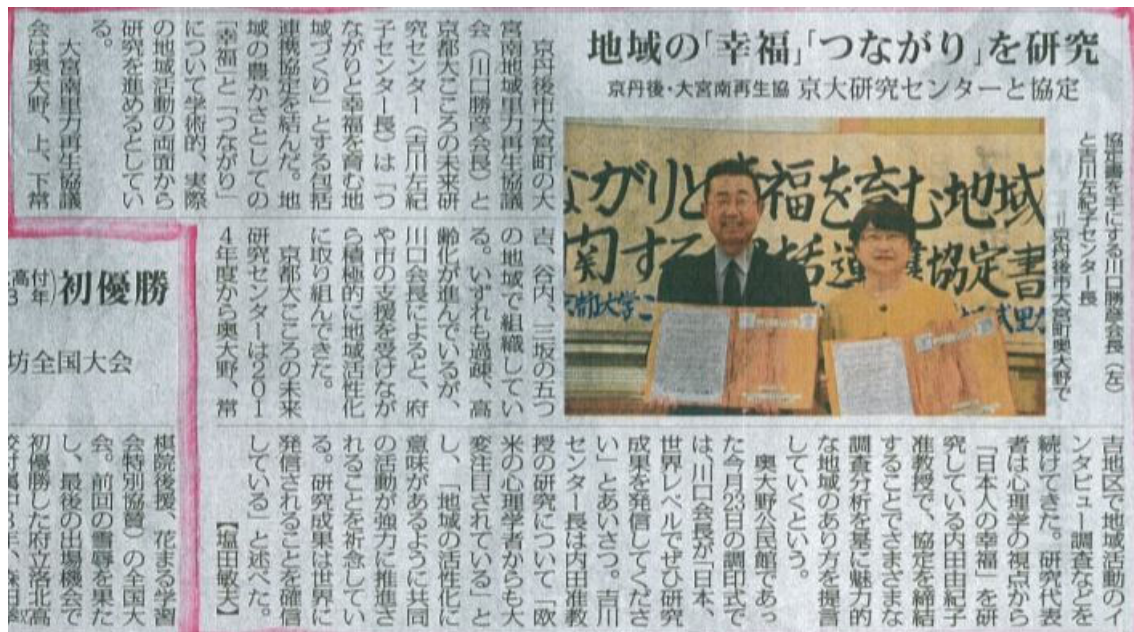 地域の「幸福」「つながり」を研究
京丹後・大宮南再生協 京大研究センターと協定
協定書を手にする川口勝彦会長（左）
と吉川左紀子センター長
＝京丹後市大宮町奥大野で
ながりと幸福を育む地域
関する括連携協定書
京都大学こ
里力
京丹後市大宮町の大
宮南地域里力再生協議
会（川口勝彦会長）と
京都大こころの未来研
究センター（吉川左紀
子センター長）は「つ
ながりと幸福を育む地
域づくり」とする包括
連携協定を結んだ。地
域の豊かさとしての
「幸福」と「つながり」
について学術的、実際
の地域活動の両面から
研究を進めるとしてい
る。
大宮南里力再生協議
会は奥大野、上、下常
吉、谷内、三坂の五つ
の地域で組織してい
る。いずれも過疎、高
齢化が進んでいるが、
川口会長によると、府
や市の支援を受けなが
ら積極的に地域活性化
に取り組んできた。
京都大こころの未来
研究センターは２０１
４年度から奥大野、常
吉地区で地域活動のイ
ンタビュー調査などを
続けてきた。研究代表
者は心理学の視点から
「日本人の幸福」を研
究している内田由紀子
准教授で、協定を締結
することでさまざまな
調査分析を基に魅力的
な地域のあり方を提言
していくという。
奥大野公民館であっ
た今月23日の調印式で
は、川口会長が「日本、
世界レベルでぜひ研究
成果を発信してくださ
い」とあいさつ。吉川
センター長は内田准教
授の研究について「欧
米の心理学者からも大
変注目されている」と
し、「地域の活性化に
意味があるように共同
の活動が強力に推進さ
れることを祈念してい
る。研究成果は世界に
発信されることを確信
している」と述べた。
【塩田敏夫】
初優勝
坊全国大会
棋院後援、花まる学習
会特別協賛）の全国大
会。前回の雪辱を果た
し、最後の出場機会で
初優勝した府立洛北高